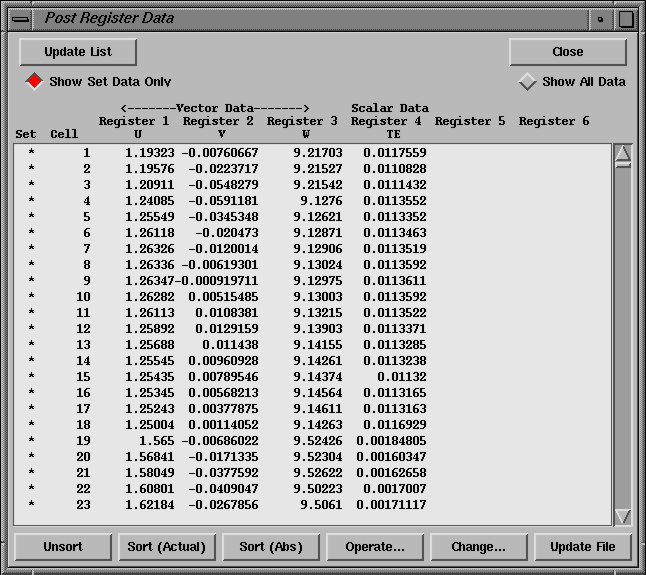 Post Register Data
Update List Close
Show Set Data Only Show All Data
<-------Vector Data-------> Scalar Data
Register 1 Register 2 Register 3 Register 4 Register 5 Register 6
Set Cell U V W TE
* 1 1.19323 -0.00760667 9.21703 0.0117559
* 2 1.19576 -0.0223717 9.21527 0.0110828
* 3 1.20911 -0.0548279 9.21542 0.0111432
* 4 1.24085 -0.0591181 9.1276 0.0113552
* 5 1.25549 -0.0345348 9.12621 0.0113352
* 6 1.26118 -0.020473 9.12871 0.0113463
* 7 1.26326 -0.0120014 9.12906 0.0113519
* 8 1.26336 -0.00619301 9.13024 0.0113592
* 9 1.26347-0.000919711 9.12975 0.0113611
* 10 1.26282 0.00515485 9.13003 0.0113592
* 11 1.26113 0.0108381 9.13215 0.0113522
* 12 1.25892 0.0129159 9.13903 0.0113371
* 13 1.25688 0.011438 9.14155 0.0113285
* 14 1.25545 0.00960928 9.14261 0.0113238
* 15 1.25435 0.00789546 9.14374 0.01132
* 16 1.25345 0.00568213 9.14564 0.0113165
* 17 1.25243 0.00377875 9.14611 0.0113163
* 18 1.25004 0.00114052 9.14263 0.0116929
* 19 1.565 -0.00686022 9.52426 0.00184805
* 20 1.56841 -0.0171335 9.52304 0.00160347
* 21 1.58049 -0.0377592 9.52622 0.00162658
* 22 1.60801 -0.0409047 9.50223 0.0017007
* 23 1.62184 -0.0267856 9.5061 0.00171117
Unsort Sort (Actual) Sort (Abs) Operate... Change... Update File